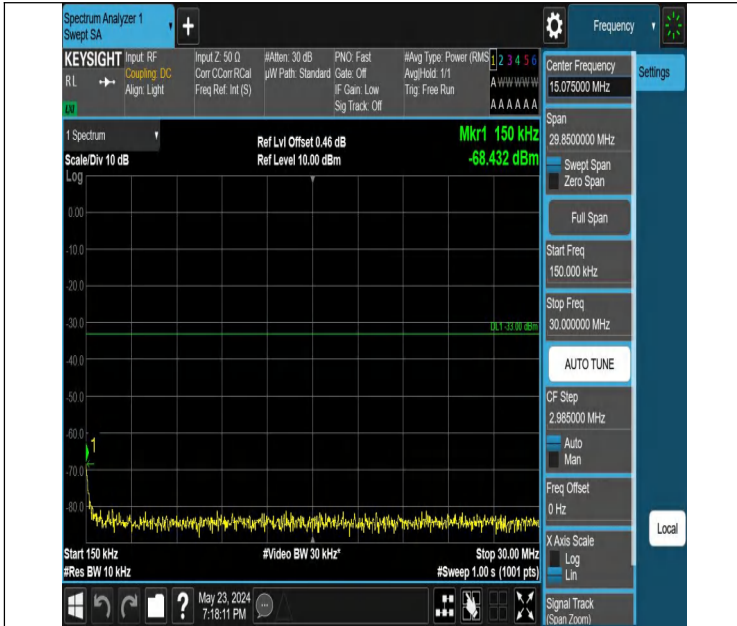 Spectrum Analyzer 1
Swept SA
+
Frequency
KEYSIGHT
RL
Input: RF
Coupling: DC
Align: Light
Input Z: 50 Ω
Corr CCorr RCal
Freq Ref: Int (S)
#Atten: 30 dB
µW Path: Standard
PNO: Fast
Gate: Off
IF Gain: Low
Sig Track: Off
#Avg Type: Power (RMS
Avg|Hold: 1/1
Trig: Free Run
1 2 3 4 5 6
A W W W W W
A A A A A A
1 Spectrum
Scale/Div 10 dB
Log
Ref Lvl Offset 0.46 dB
Ref Level 10.00 dBm
Mkr1 150 kHz
-68.432 dBm
0.00
-10.0
-20.0
-30.0
DL1 -33.00 dBm
-40.0
-50.0
-60.0
1
-70.0
-80.0
Start 150 kHz
#Video BW 30 kHz*
Stop 30.00 MHz
#Res BW 10 kHz
#Sweep 1.00 s (1001 pts)
?
May 23, 2024
7:18:11 PM
Center Frequency
15.075000 MHz
Settings
Span
29.8500000 MHz
Swept Span
Zero Span
Full Span
Start Freq
150.000 kHz
Stop Freq
30.000000 MHz
AUTO TUNE
CF Step
2.985000 MHz
Auto
Man
Freq Offset
0 Hz
Local
X Axis Scale
Log
Lin
Signal Track
(Span Zoom)